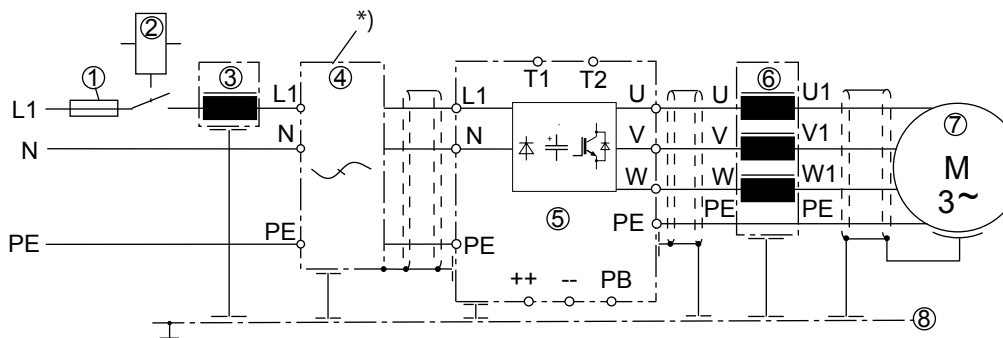 *)
① ② ③ ④ ⑥
T1 T2
L1 L1 L1 U U U1
N N N V V V1 ⑦
M
3~
W W W1
⑤
PE PE PE PE PE PE
++ -- PB
⑧